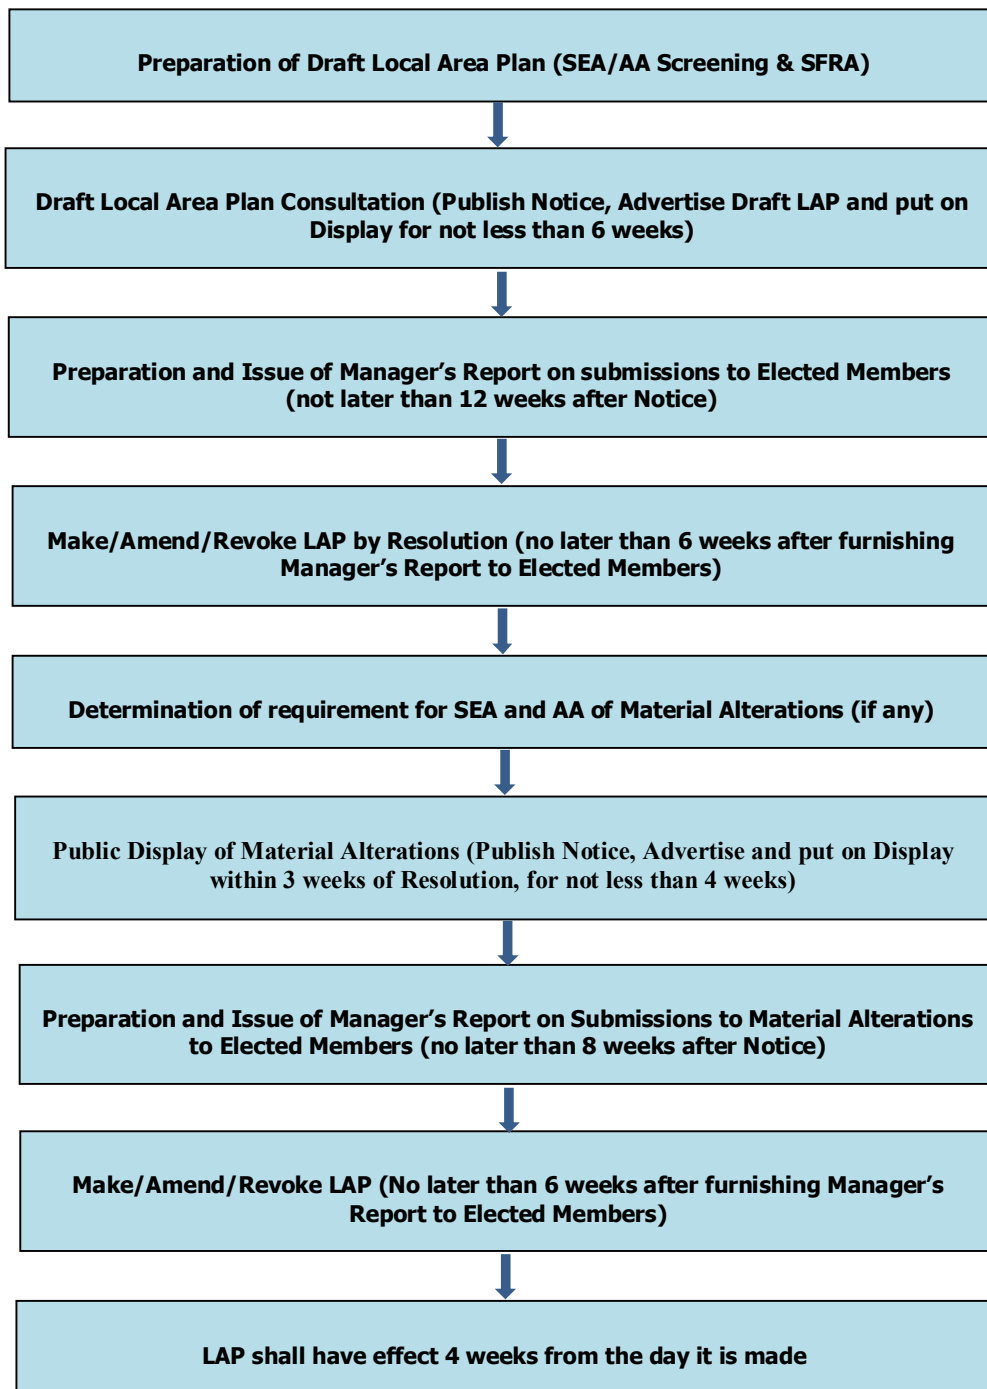 Preparation of Draft Local Area Plan (SEA/AA Screening & SFRA)
Draft Local Area Plan Consultation (Publish Notice, Advertise Draft LAP and put on
Display for not less than 6 weeks)
Preparation and Issue of Manager’s Report on submissions to Elected Members
(not later than 12 weeks after Notice)
Make/Amend/Revoke LAP by Resolution (no later than 6 weeks after furnishing
Manager’s Report to Elected Members)
Determination of requirement for SEA and AA of Material Alterations (if any)
Public Display of Material Alterations (Publish Notice, Advertise and put on Display
within 3 weeks of Resolution, for not less than 4 weeks)
Preparation and Issue of Manager’s Report on Submissions to Material Alterations
to Elected Members (no later than 8 weeks after Notice)
Make/Amend/Revoke LAP (No later than 6 weeks after furnishing Manager’s
Report to Elected Members)
LAP shall have effect 4 weeks from the day it is made